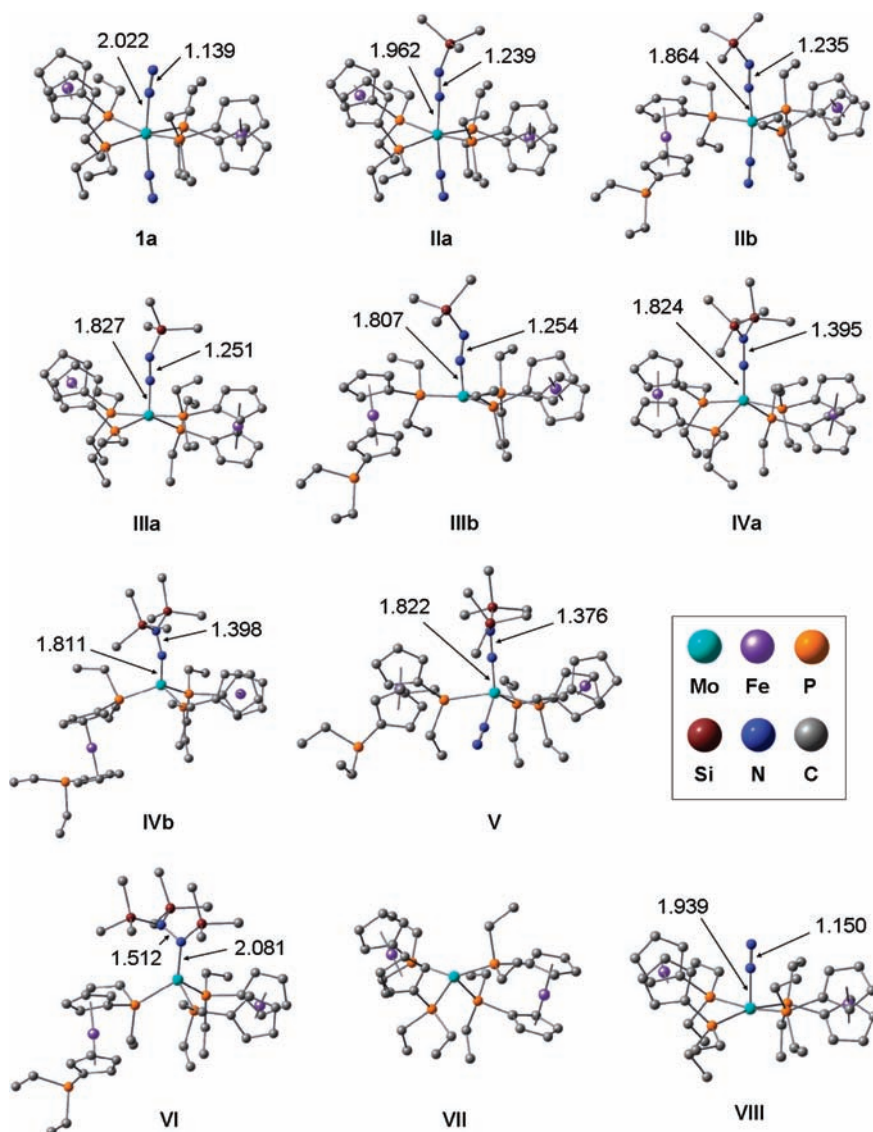 2.022 1.139
1a
1.962 1.239
IIa
1.864 1.235
IIb
1.827 1.251
IIIa
1.807 1.254
IIIb
1.824 1.395
IVa
1.811 1.398
IVb
1.822 1.376
V
Mo Fe P
Si N C
1.512 2.081
VI
VII
1.939 1.150
VIII